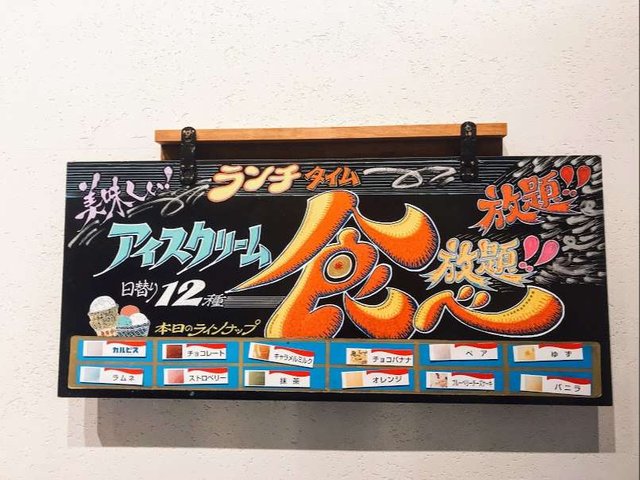 美味しい!
ランチタイム
アイスクリーム
食べ放題!!
放題!!
日替り12種
本日のラインナップ
カルピス チョコレート キャラメルミルク チョコバナナ ペア ゆず
ラムネ ストロベリー 抹茶 オレンジ ブルーベリーチーズケーキ バニラ